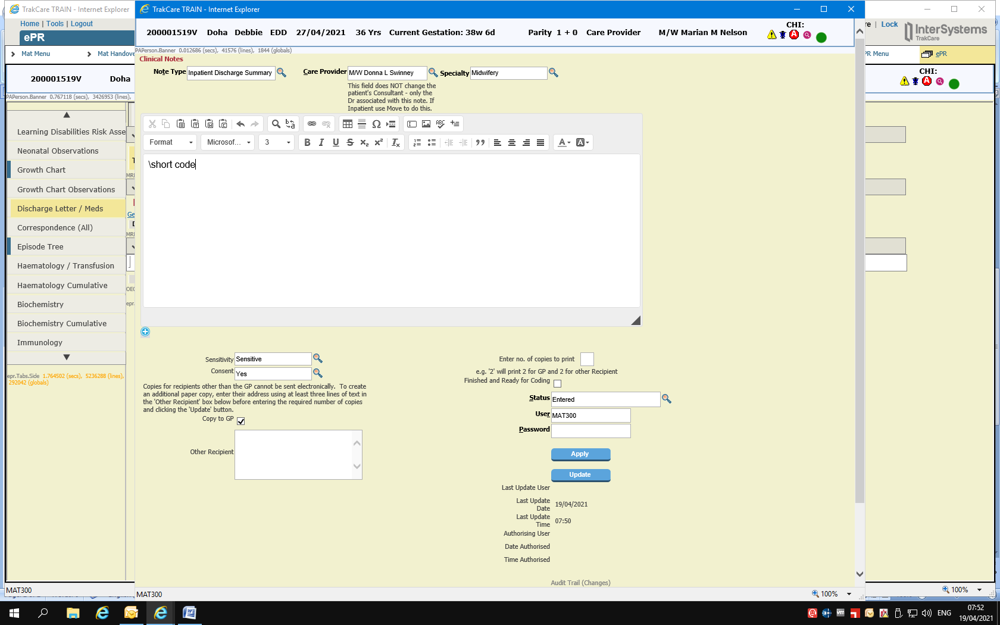 TrakCare TRAIN - Internet Explorer
TrakCare TRAIN - Internet Explorer
Home | Tools | Logout
Lock
InterSystems
TrakCare
ePR
Mat Menu
Mat Handove
PR Menu
ePR
200001519V Doha
PAPerson.Banner 0.767118 (secs), 3426953 (lines),
CHI:
200001519V Doha Debbie EDD 27/04/2021 36 Yrs Current Gestation: 38w 6d Parity 1 + 0 Care Provider M/W Marian M Nelson
CHI:
PAPerson.Banner 0.012686 (secs), 41576 (lines), 1844 (globals)
Learning Disabilities Risk Asse
Neonatal Observations
Growth Chart
Growth Chart Observations
Discharge Letter / Meds
Correspondence (All)
Episode Tree
Haematology / Transfusion
Haematology Cumulative
Biochemistry
Biochemistry Cumulative
Immunology
epr.Tabs.Side 1.764502 (secs), 5236288 (lines),
292042 (globals)
Clinical Notes
Note Type Inpatient Discharge Summary
Care Provider M/W Donna L Swinney
Specialty Midwifery
This field does NOT change the
patient's Consultant - only the
Dr associated with this note. If
Inpatient use Move to do this.
Format Microsof... 3
\short code
Sensitivity Sensitive
Consent Yes
Copies for recipients other than the GP cannot be sent electronically. To create
an additional paper copy, enter their address using at least three lines of text in
the 'Other Recipient' box below before entering the required number of copies
and clicking the 'Update' button.
Copy to GP
Other Recipient
Enter no. of copies to print
e.g. '2' will print 2 for GP and 2 for other Recipient
Finished and Ready for Coding
Status Entered
User MAT300
Password
Apply
Update
Last Update User
Last Update
Date 19/04/2021
Last Update
Time 07:50
Authorising User
Date Authorised
Time Authorised
Audit Trail (Changes)
MAT300
MAT300
100%
100%
ENG
07:52
19/04/2021